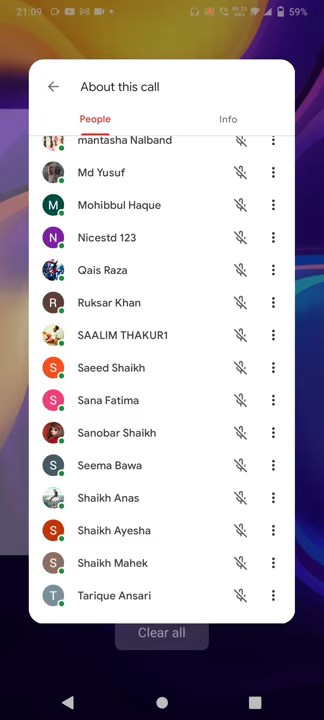 21:09
59%
About this call
People
Info
mantasha Nalband
Md Yusuf
M
Mohibbul Haque
N
Nicestd 123
Qais Raza
R
Ruksar Khan
SAALIM THAKUR1
S
Saeed Shaikh
S
Sana Fatima
Sanobar Shaikh
S
Seema Bawa
Shaikh Anas
S
Shaikh Ayesha
S
Shaikh Mahek
T
Tarique Ansari
Clear all